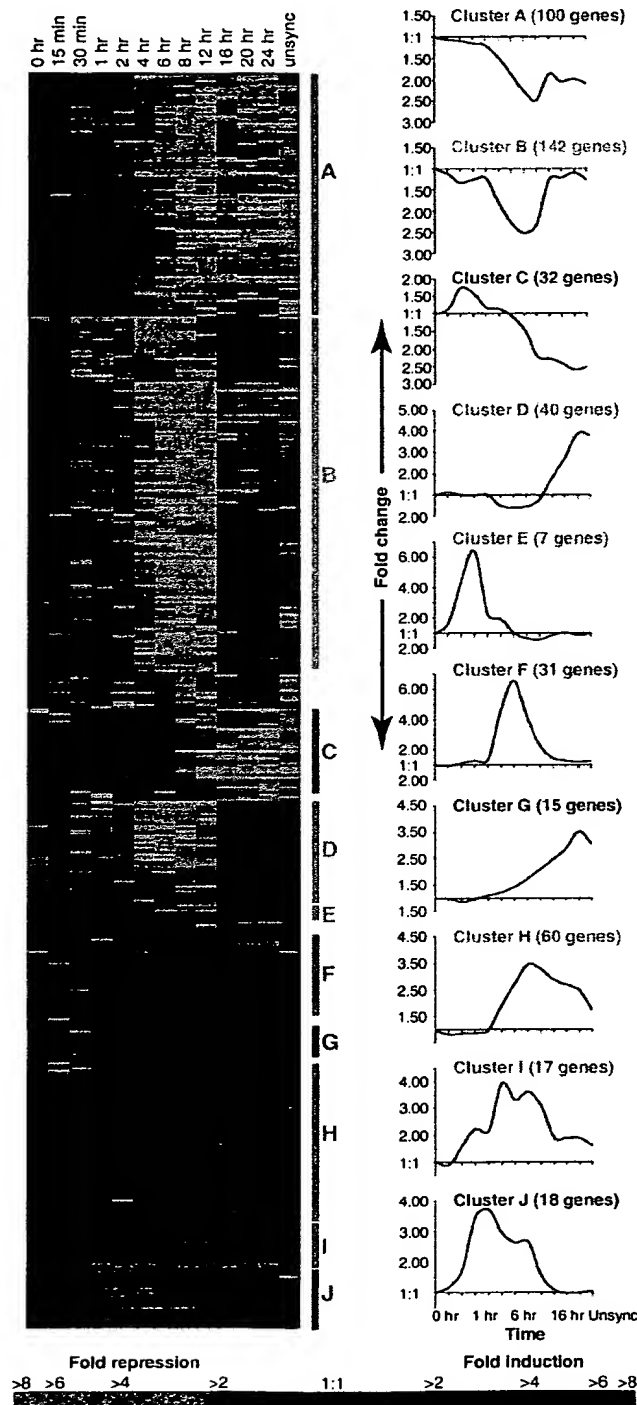 0 hr
15 min
30 min
1 hr
2 hr
4 hr
6 hr
8 hr
12 hr
16 hr
20 hr
24 hr
unsync
A
B
C
D
E
F
G
H
I
J
Fold change
Cluster A (100 genes)
1.50
1:1
1.50
2.00
2.50
3.00
Cluster B (142 genes)
1.50
1:1
1.50
2.00
2.50
3.00
Cluster C (32 genes)
2.00
1.50
1:1
1.50
2.00
2.50
3.00
Cluster D (40 genes)
5.00
4.00
3.00
2.00
1:1
2.00
Cluster E (7 genes)
6.00
4.00
2.00
1:1
2.00
Cluster F (31 genes)
6.00
4.00
2.00
1:1
2.00
Cluster G (15 genes)
4.50
3.50
2.50
1.50
1.50
Cluster H (60 genes)
4.50
3.50
2.50
1.50
Cluster I (17 genes)
4.00
3.00
2.00
1:1
Cluster J (18 genes)
4.00
3.00
2.00
1:1
0 hr 1 hr 6 hr 16 hr Unsync
Time
Fold repression Fold induction
>8 >6 >4 >2 1:1 >2 >4 >6 >8